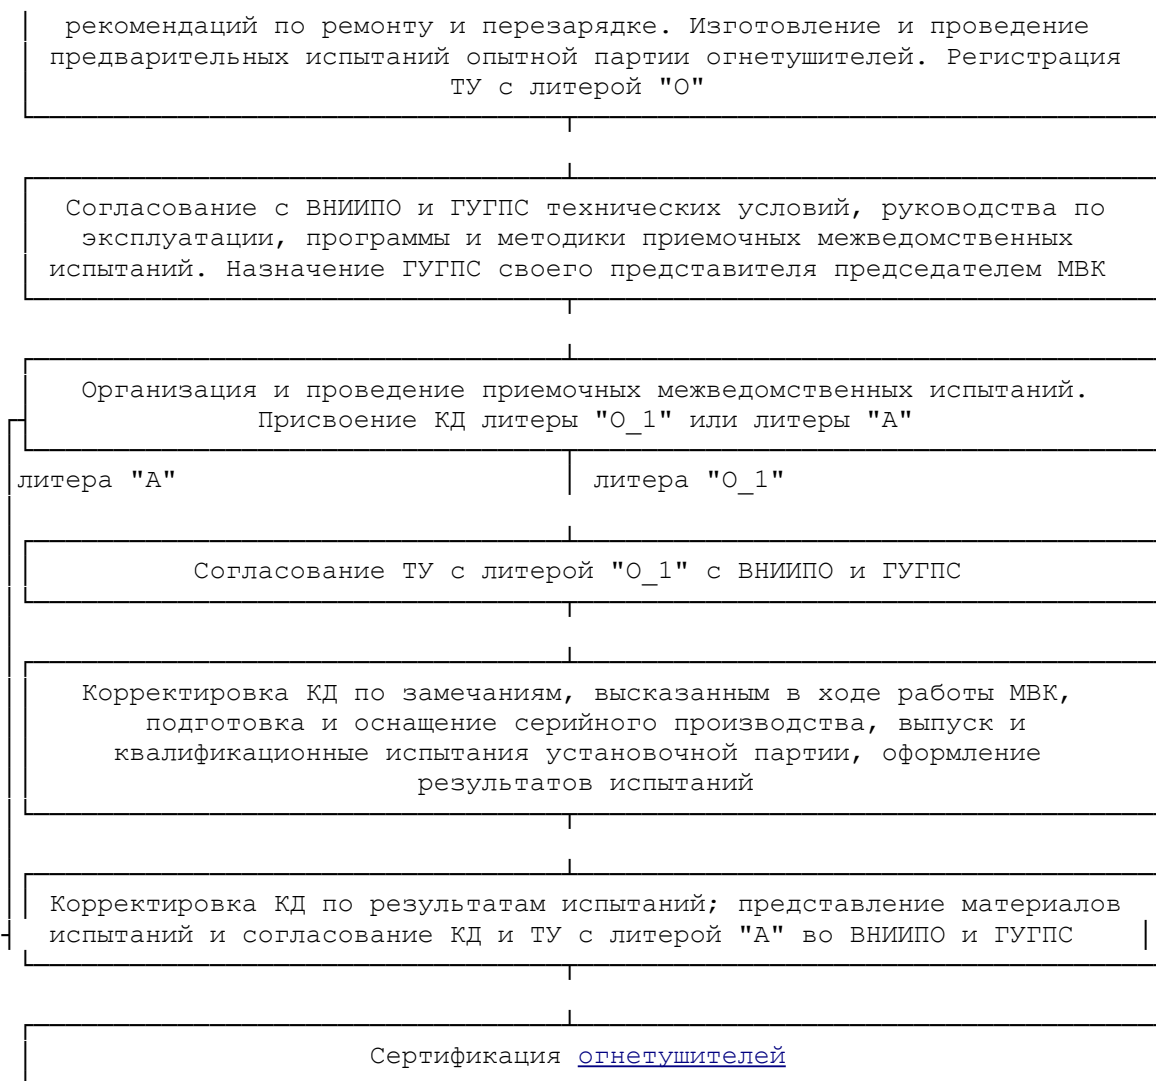 рекомендаций по ремонту и перезарядке. Изготовление и проведение
предварительных испытаний опытной партии огнетушителей. Регистрация
ТУ с литерой "О"
Согласование с ВНИИПО и ГУГПС технических условий, руководства по
эксплуатации, программы и методики приемочных межведомственных
испытаний. Назначение ГУГПС своего представителя председателем МВК
Организация и проведение приемочных межведомственных испытаний.
Присвоение КД литеры "О_1" или литеры "А"
литера "А" литера "О_1"
Согласование ТУ с литерой "О_1" с ВНИИПО и ГУГПС
Корректировка КД по замечаниям, высказанным в ходе работы МВК,
подготовка и оснащение серийного производства, выпуск и
квалификационные испытания установочной партии, оформление
результатов испытаний
Корректировка КД по результатам испытаний; представление материалов
испытаний и согласование КД и ТУ с литерой "А" во ВНИИПО и ГУГПС
Сертификация огнетушителей